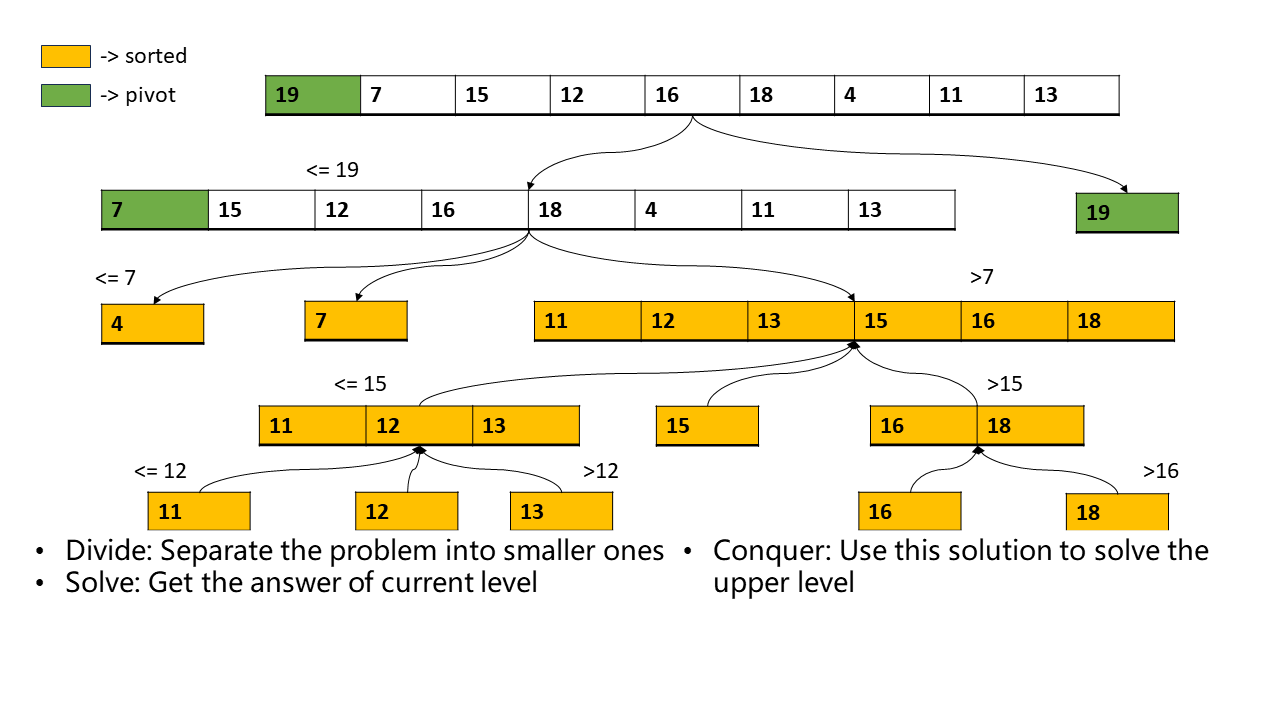 -> sorted
-> pivot
19 7 15 12 16 18 4 11 13
<= 19
7 15 12 16 18 4 11 13
19
<= 7
>7
4
7
11 12 13 15 16 18
<= 15
>15
11 12 13
15
16 18
<= 12
>12
>16
11
12
13
16
18
• Divide: Separate the problem into smaller ones
• Solve: Get the answer of current level
• Conquer: Use this solution to solve the
upper level